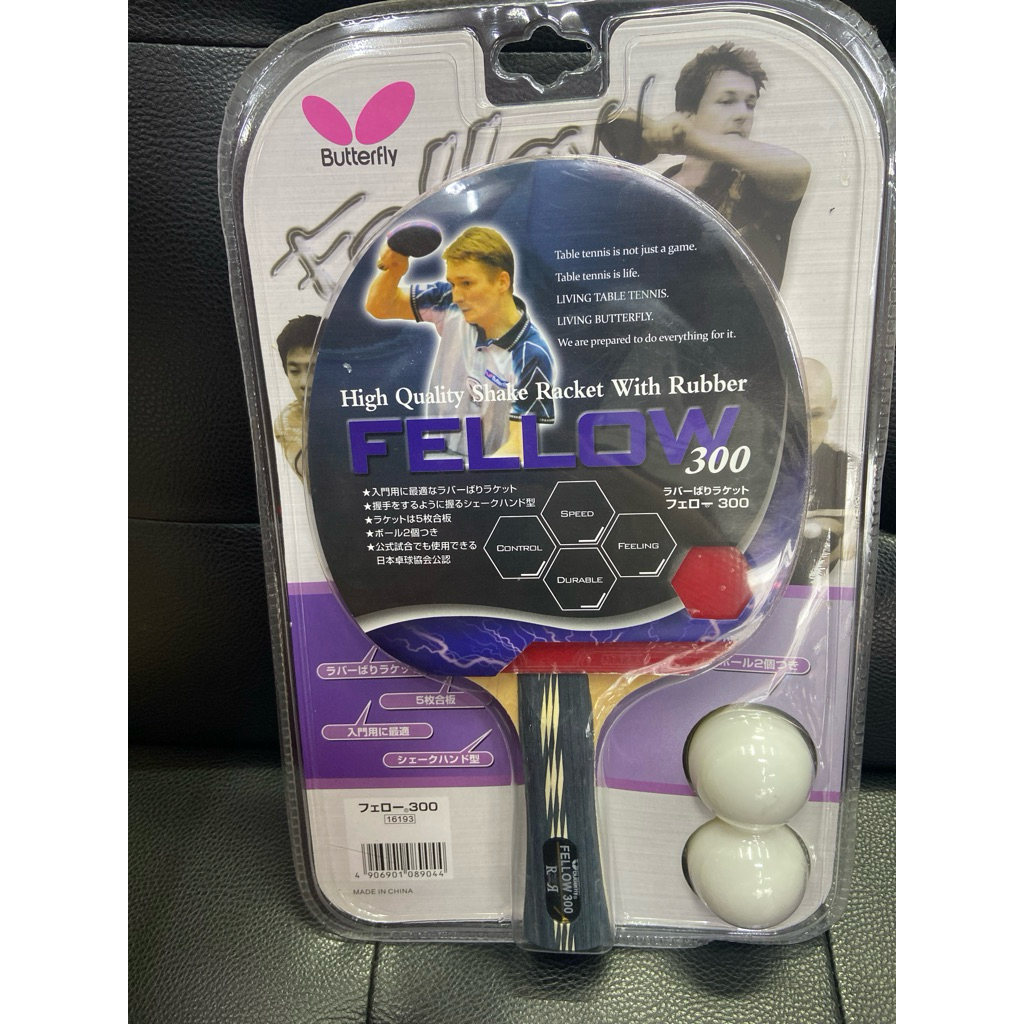 Butterfly
Fellow
Table tennis is not just a game.
Table tennis is life.
LIVING TABLE TENNIS.
LIVING BUTTERFLY.
We are prepared to do everything for it.
High Quality Shake Racket With Rubber
FELLOW
300
★入門用に最適なラバーばりラケット
★握手をするように握るシェークハンド型
★ラケットは5枚合板
★ボール2個つき
★公式試合でも使用できる
日本卓球協会公認
ラバーばりラケット
フェロー®300
SPEED
CONTROL
FEELING
DURABLE
ラバーばりラケッ
ボール2個つき
5枚合板
入門用に最適
シェークハンド型
フェロー®300
16193
4 906901 089044
MADE IN CHINA
FELLOW 300
R R